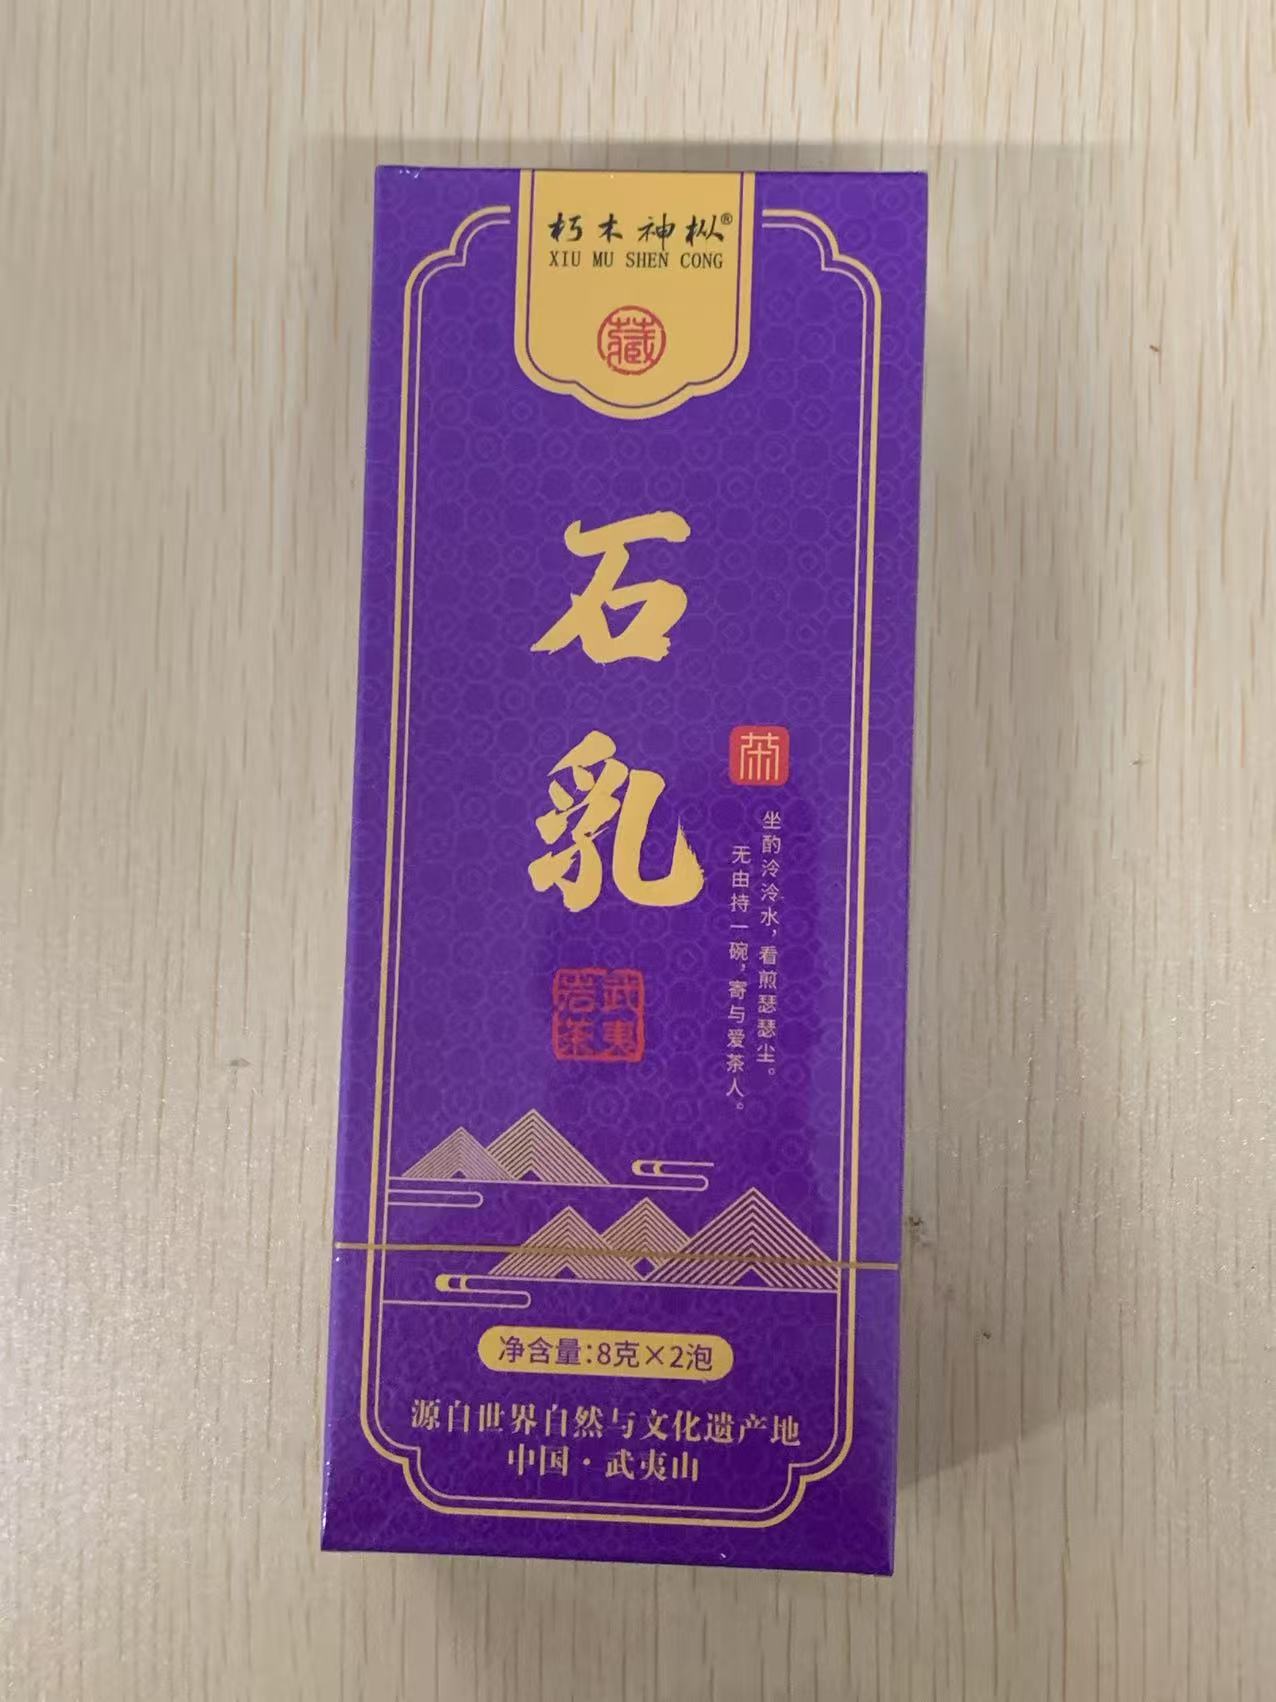 朽木神枞®
XIU MU SHEN CONG
藏
石乳
茶
坐酌泠泠水，看煎瑟瑟尘。
无由持一碗，寄与爱茶人。
武夷
岩茶
净含量:8克×2泡
源自世界自然与文化遗产地
中国·武夷山